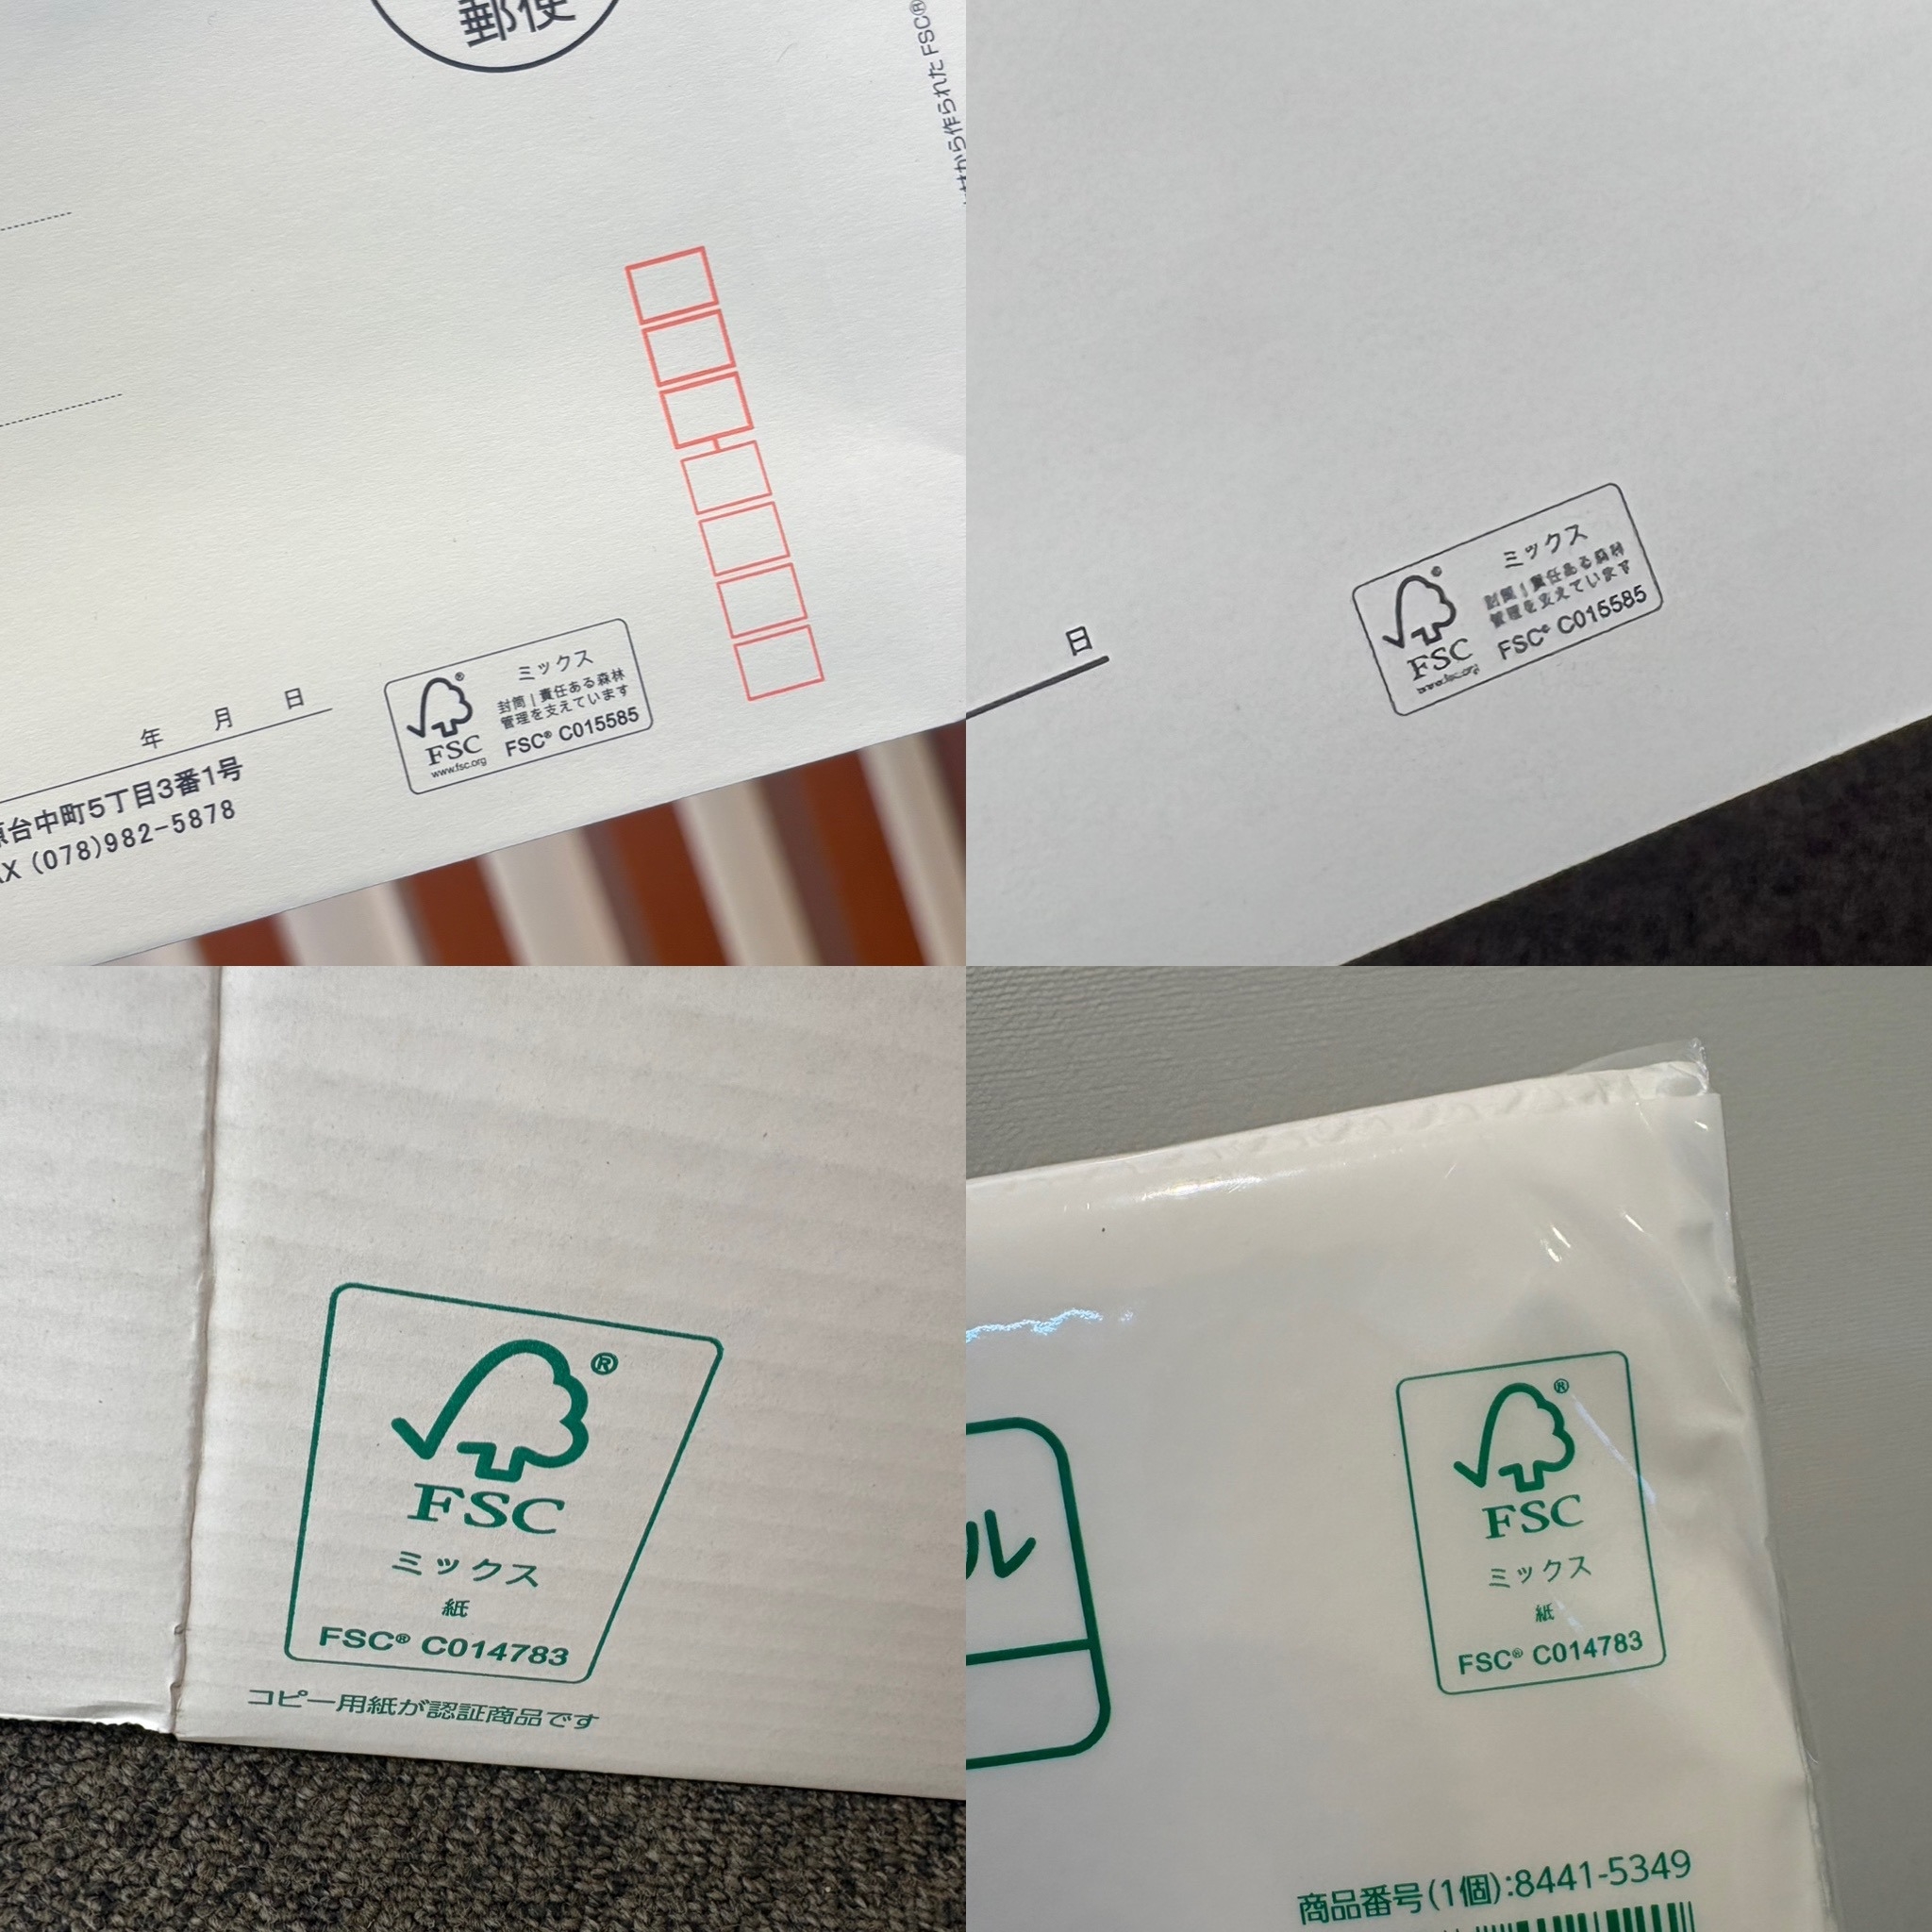 郵便
から作られた FSC®
年 月 日
台中町5丁目3番1号
AX (078)982-5878
FSC
www.fsc.org
ミックス
封筒 | 責任ある森林
管理を支えています
FSC® C015585
日
FSC
www.fsc.org
ミックス
封筒 | 責任ある森林
管理を支えています
FSC® C015585
FSC
ミックス
紙
FSC® C014783
コピー用紙が認証商品です
ル
FSC
ミックス
紙
FSC® C014783
商品番号(1個):8441-5349